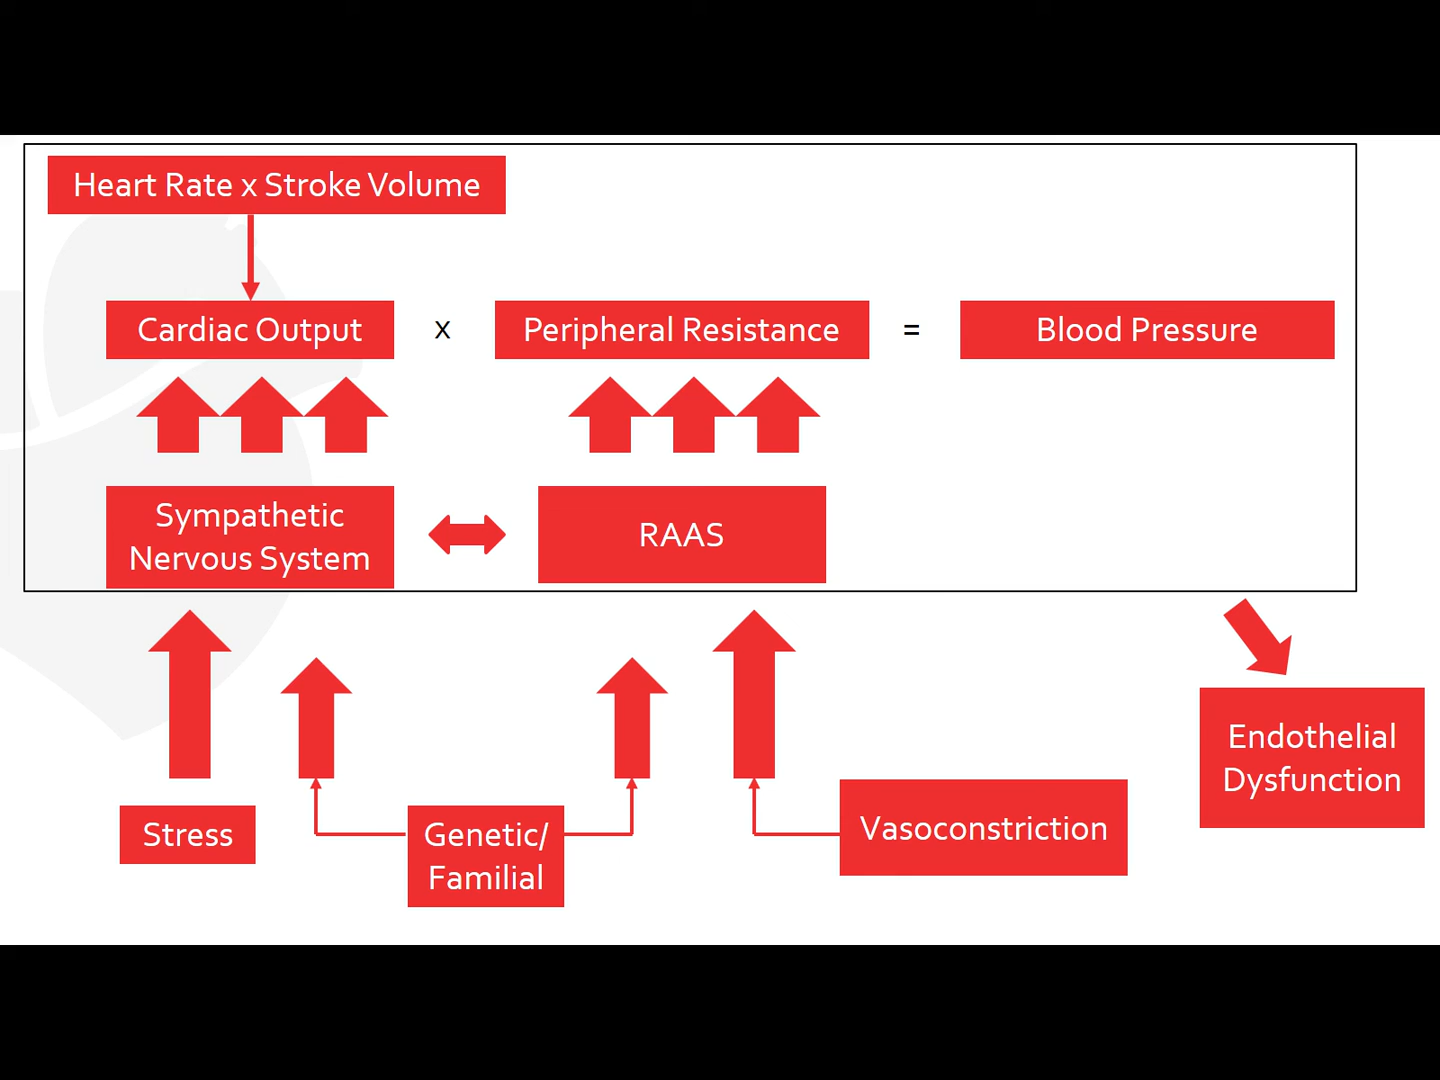 Heart Rate x Stroke Volume
Cardiac Output x Peripheral Resistance = Blood Pressure
Sympathetic
Nervous System
RAAS
Stress
Genetic/
Familial
Vasoconstriction
Endothelial
Dysfunction